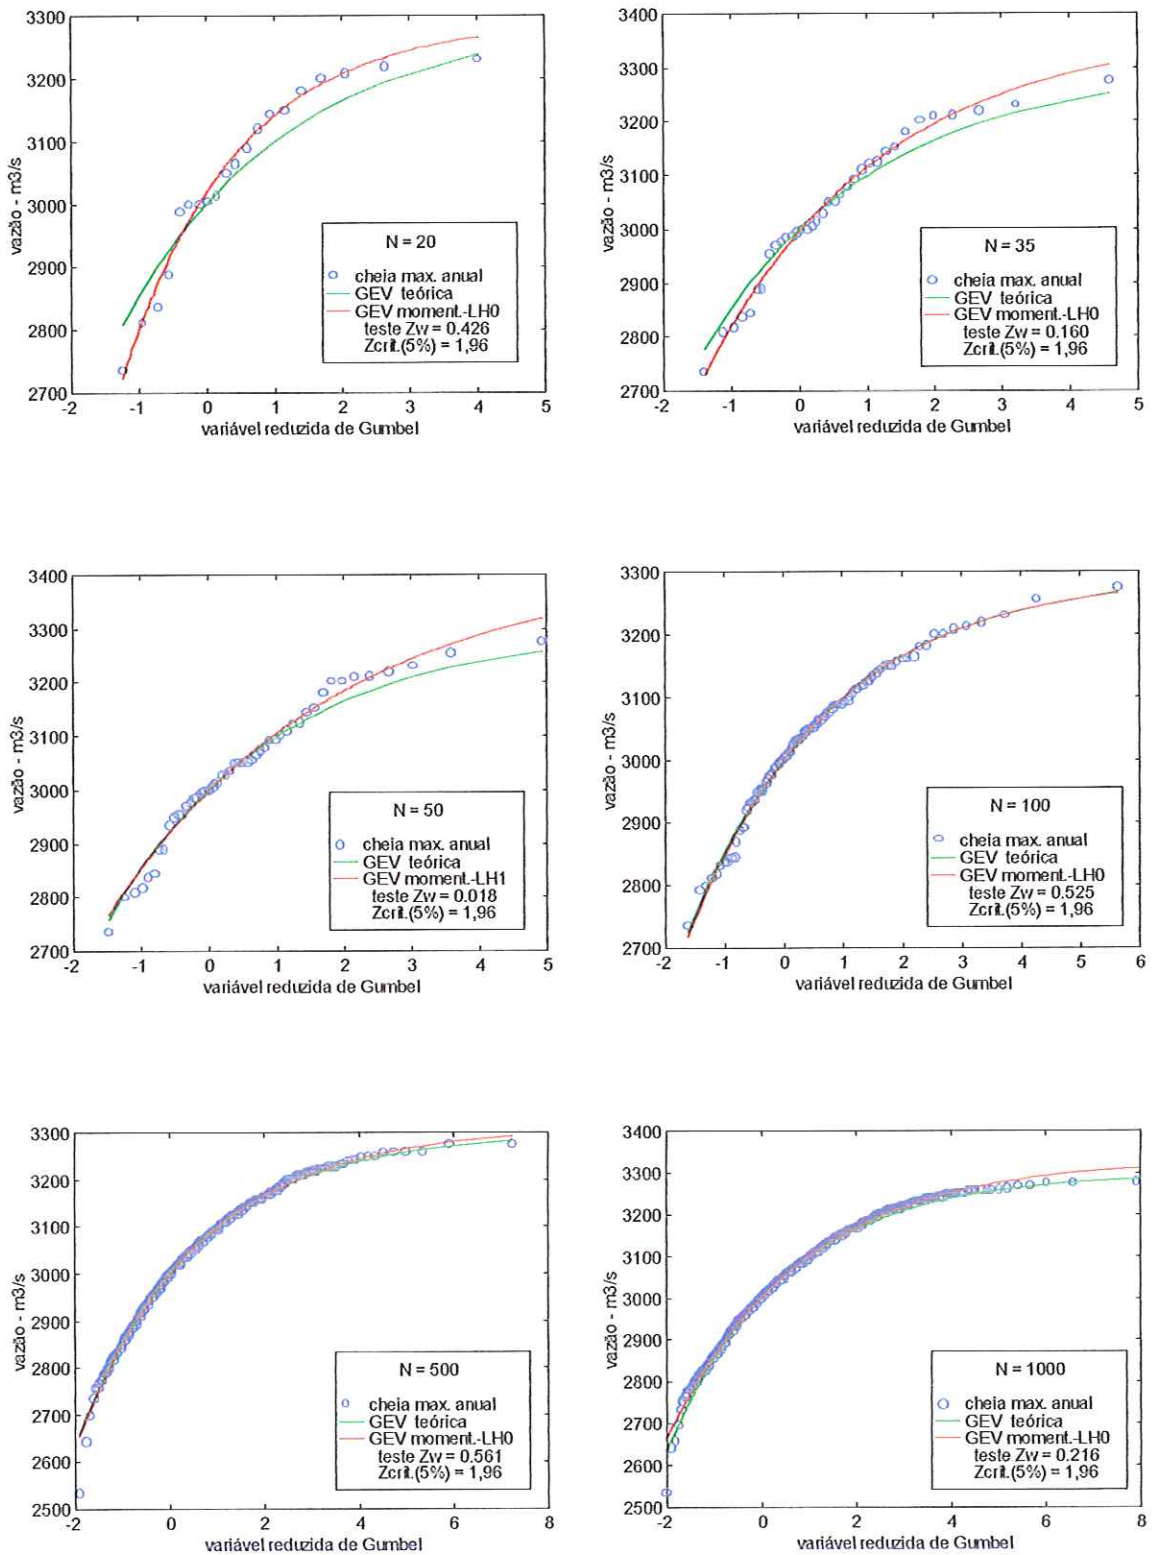 3300
3200
3100
3000
2900
2800
2700
vazão - m3/s
-2 -1 0 1 2 3 4 5
variável reduzida de Gumbel
N = 20
cheia max. anual
GEV teórica
GEV moment.-LH0
teste Zw = 0.426
Zcrit.(5%) = 1,96
3400
3300
3200
3100
3000
2900
2800
2700
vazão - m3/s
-2 -1 0 1 2 3 4 5
variável reduzida de Gumbel
N = 35
cheia max. anual
GEV teórica
GEV moment.-LH0
teste Zw = 0.160
Zcrit.(5%) = 1,96
3400
3300
3200
3100
3000
2900
2800
2700
vazão - m3/s
-2 -1 0 1 2 3 4 5
variável reduzida de Gumbel
N = 50
cheia max. anual
GEV teórica
GEV moment.-LH1
teste Zw = 0.018
Zcrit.(5%) = 1,96
3300
3200
3100
3000
2900
2800
2700
vazão - m3/s
-2 -1 0 1 2 3 4 5 6
variável reduzida de Gumbel
N = 100
cheia max. anual
GEV teórica
GEV moment.-LH0
teste Zw = 0.525
Zcrit.(5%) = 1,96
3300
3200
3100
3000
2900
2800
2700
2600
2500
vazão - m3/s
-2 0 2 4 6 8
variável reduzida de Gumbel
N = 500
cheia max. anual
GEV teórica
GEV moment.-LH0
teste Zw = 0.561
Zcrit.(5%) = 1,96
3400
3300
3200
3100
3000
2900
2800
2700
2600
2500
vazão - m3/s
-2 0 2 4 6 8
variável reduzida de Gumbel
N = 1000
cheia max. anual
GEV teórica
GEV moment.-LH0
teste Zw = 0.216
Zcrit.(5%) = 1,96